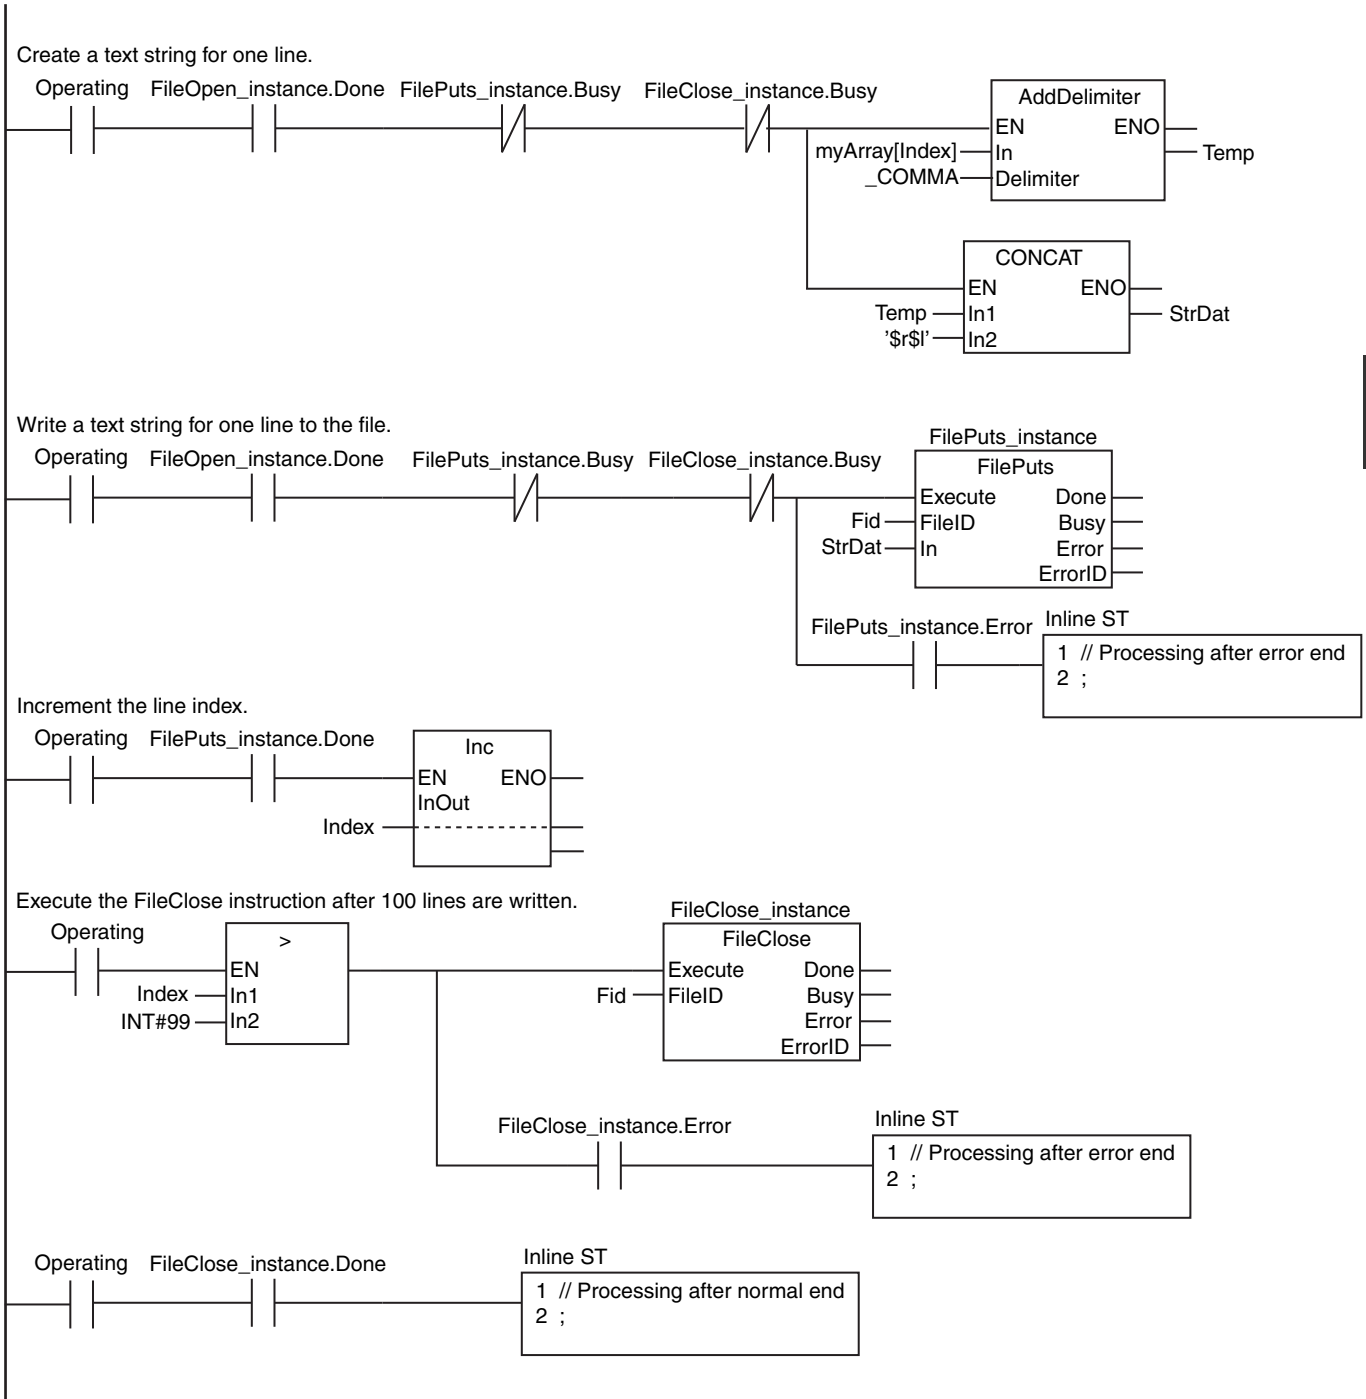 Create a text string for one line.
Operating FileOpen_instance.Done FilePuts_instance.Busy FileClose_instance.Busy
AddDelimiter
EN ENO
myArray[Index] In Temp
_COMMA Delimiter
CONCAT
EN ENO
Temp In1 StrDat
'$r$l' In2
Write a text string for one line to the file.
FilePuts_instance
Operating FileOpen_instance.Done FilePuts_instance.Busy FileClose_instance.Busy
FilePuts
Execute Done
Fid FileID Busy
StrDat In Error
ErrorID
FilePuts_instance.Error Inline ST
1 // Processing after error end
2 ;
Increment the line index.
Operating FilePuts_instance.Done
Inc
EN ENO
InOut
Index
Execute the FileClose instruction after 100 lines are written.
FileClose_instance
Operating
>
FileClose
EN Execute Done
Index In1 Fid FileID Busy
INT#99 In2 Error
ErrorID
FileClose_instance.Error Inline ST
1 // Processing after error end
2 ;
Operating FileClose_instance.Done Inline ST
1 // Processing after normal end
2 ;